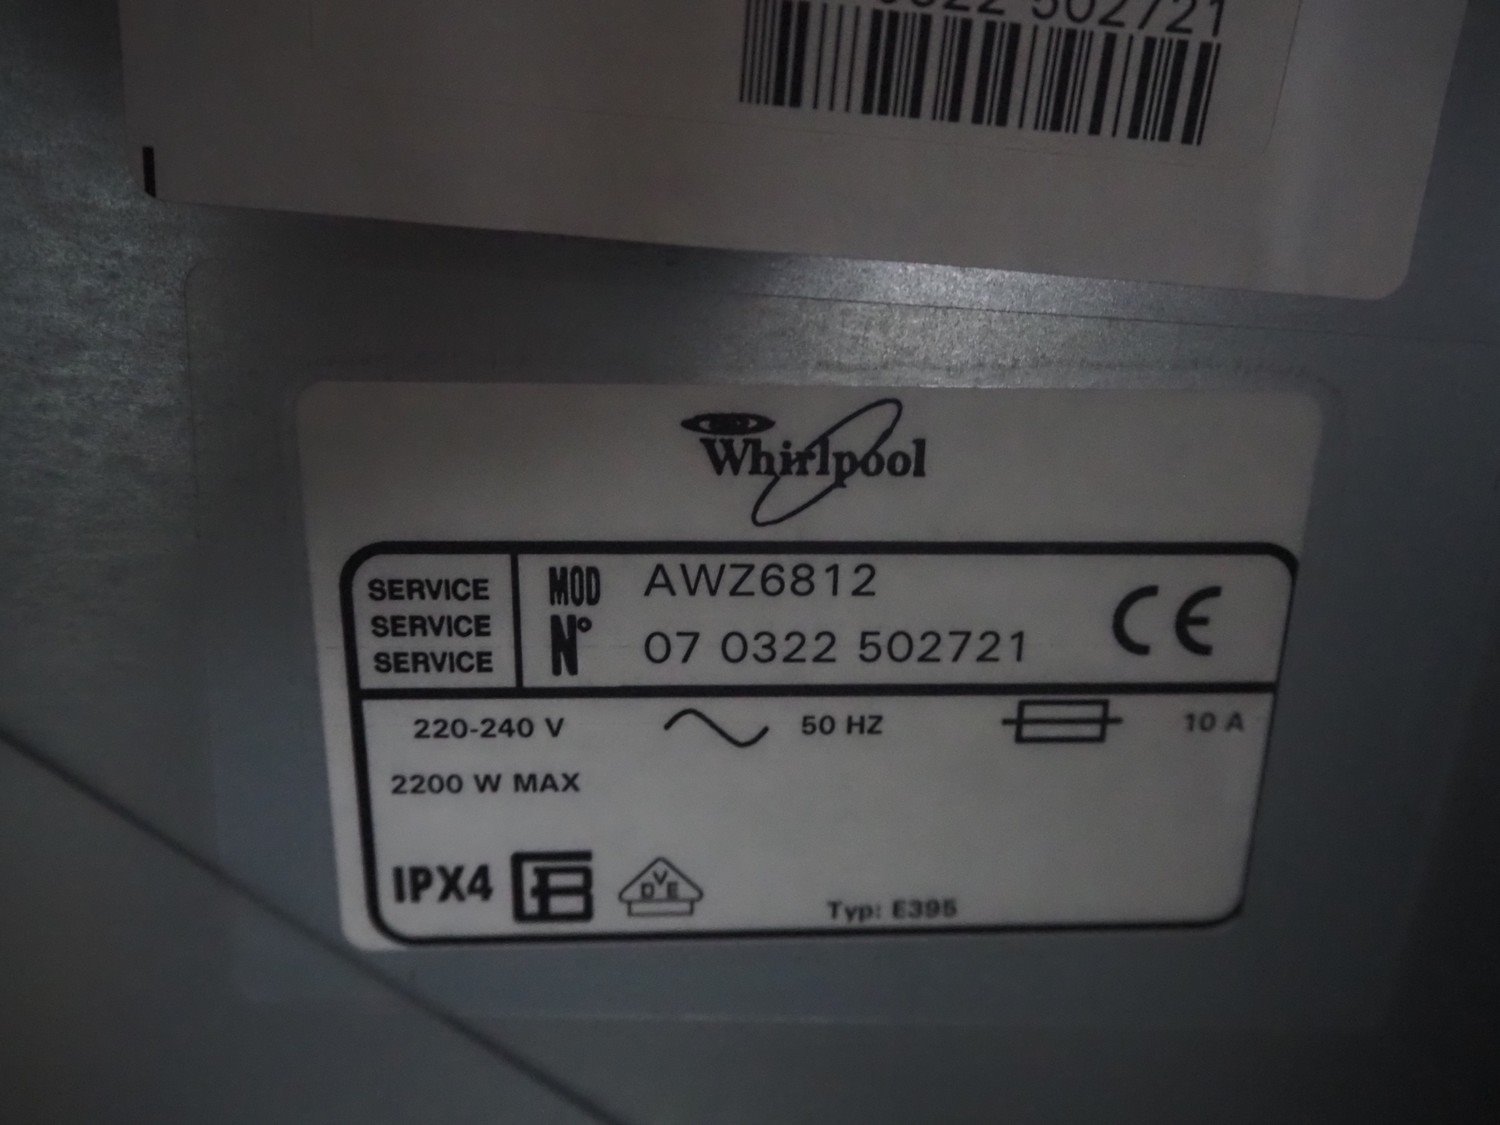 0322 502721
Whirlpool
SERVICE
SERVICE
SERVICE
MOD AWZ6812
N° 07 0322 502721
CE
220-240 V 50 HZ 10 A
2200 W MAX
IPX4
DVE
Typ: E395